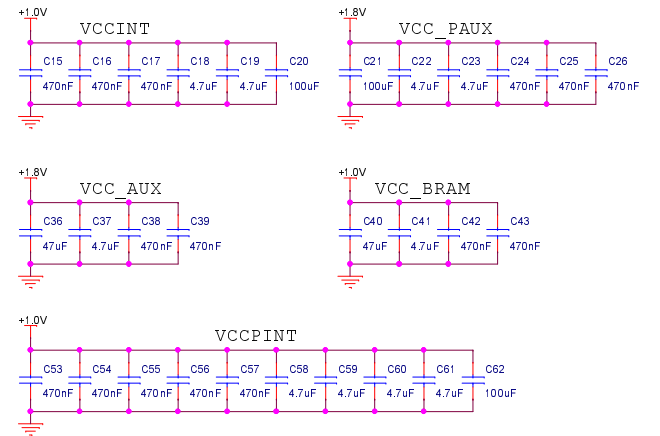 +1.0V
VCCINT
C15 C16 C17 C18 C19 C20
470nF 470nF 470nF 4.7uF 4.7uF 100uF
+1.8V
VCC_PAUX
C21 C22 C23 C24 C25 C26
100uF 4.7uF 4.7uF 470nF 470nF 470nF
+1.8V
VCC_AUX
C36 C37 C38 C39
47uF 4.7uF 470nF 470nF
+1.0V
VCC_BRAM
C40 C41 C42 C43
47uF 4.7uF 470nF 470nF
+1.0V
VCCPINT
C53 C54 C55 C56 C57 C58 C59 C60 C61 C62
470nF 470nF 470nF 470nF 470nF 4.7uF 4.7uF 4.7uF 4.7uF 100uF